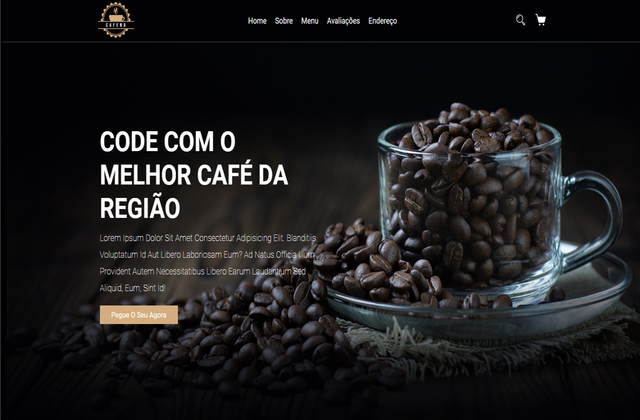 CAFEÍNA
Home Sobre Menu Avaliações Endereço
CODE COM O
MELHOR CAFÉ DA
REGIÃO
Lorem Ipsum Dolor Sit Amet Consectetur Adipisicing Elit. Blanditiis
Voluptatum Id Aut Libero Laboriosam Eum? Ad Natus Officia Illum
Provident Autem Necessitatibus Libero Earum Laudantium Sed
Aliquid, Eum, Sint Id!
Pegue O Seu Agora